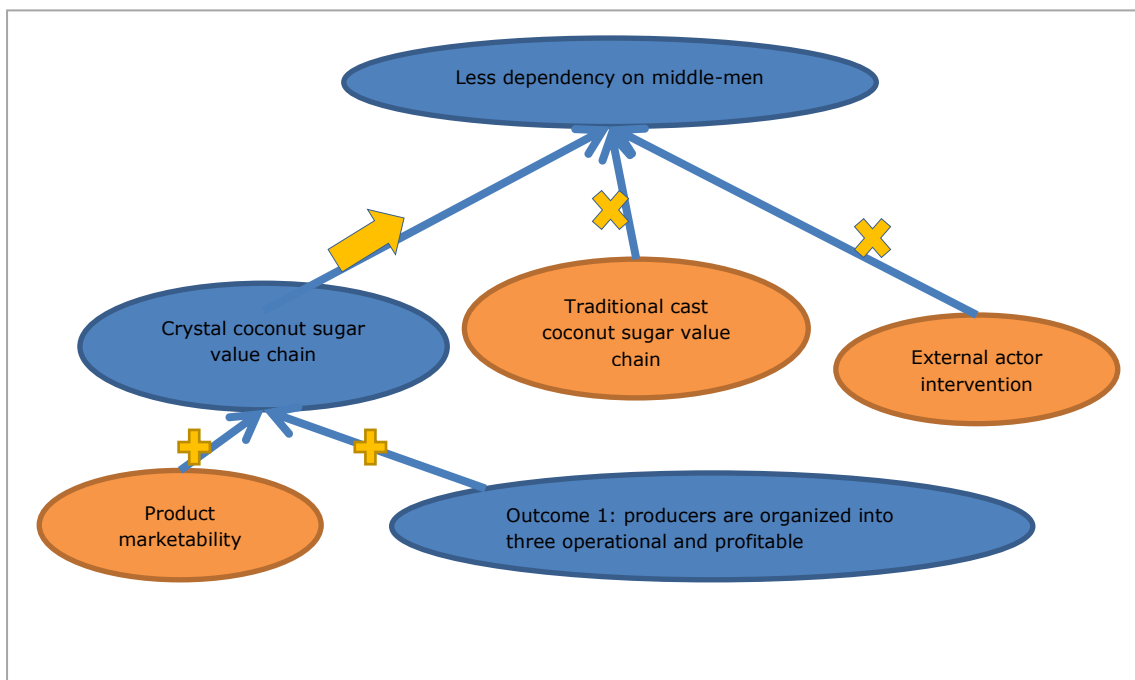 Less dependency on middle-men
Crystal coconut sugar
value chain
Traditional cast
coconut sugar value
chain
External actor
intervention
Product
marketability
Outcome 1: producers are organized into
three operational and profitable